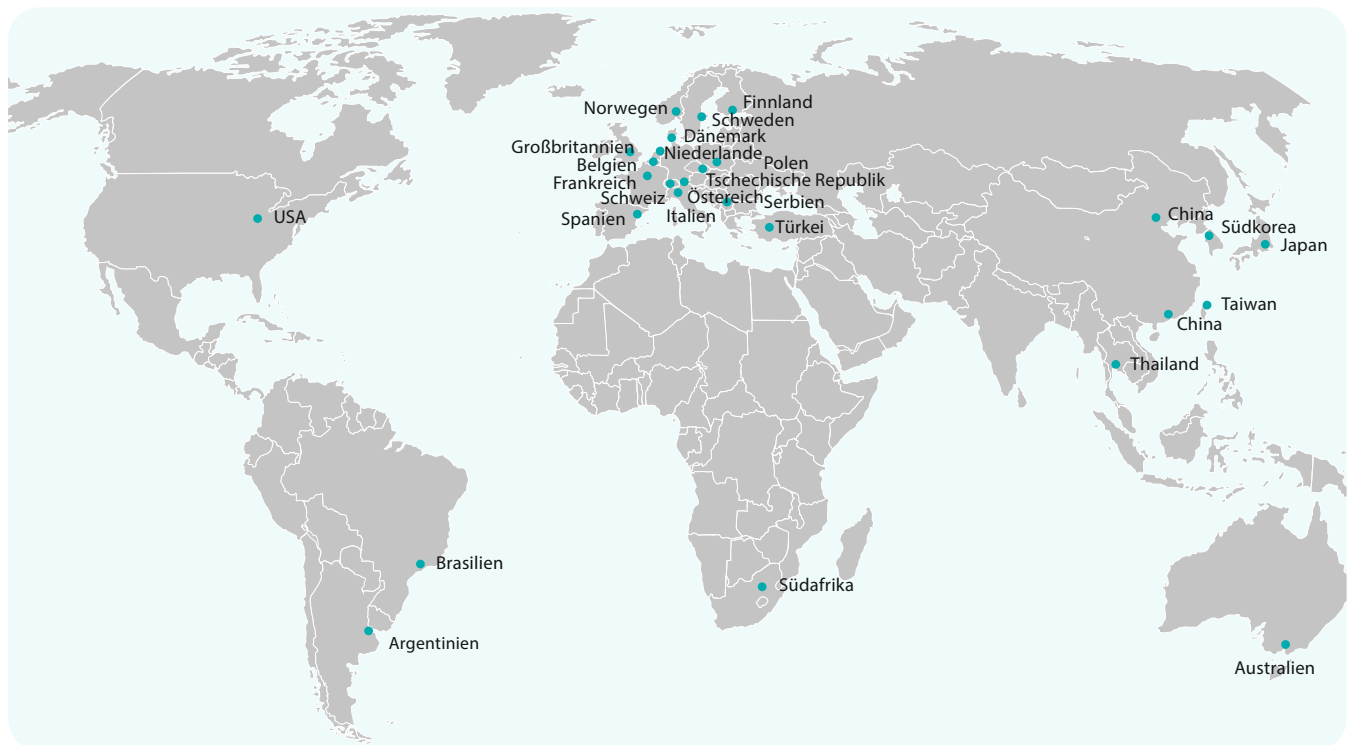 Norwegen
Finnland
Schweden
Dänemark
Großbritannien
Niederlande
Belgien
Polen
Frankreich
Tschechische Republik
Schweiz
Östereich
Serbien
Spanien
Italien
Türkei
USA
China
Südkorea
Japan
Taiwan
China
Thailand
Brasilien
Südafrika
Argentinien
Australien